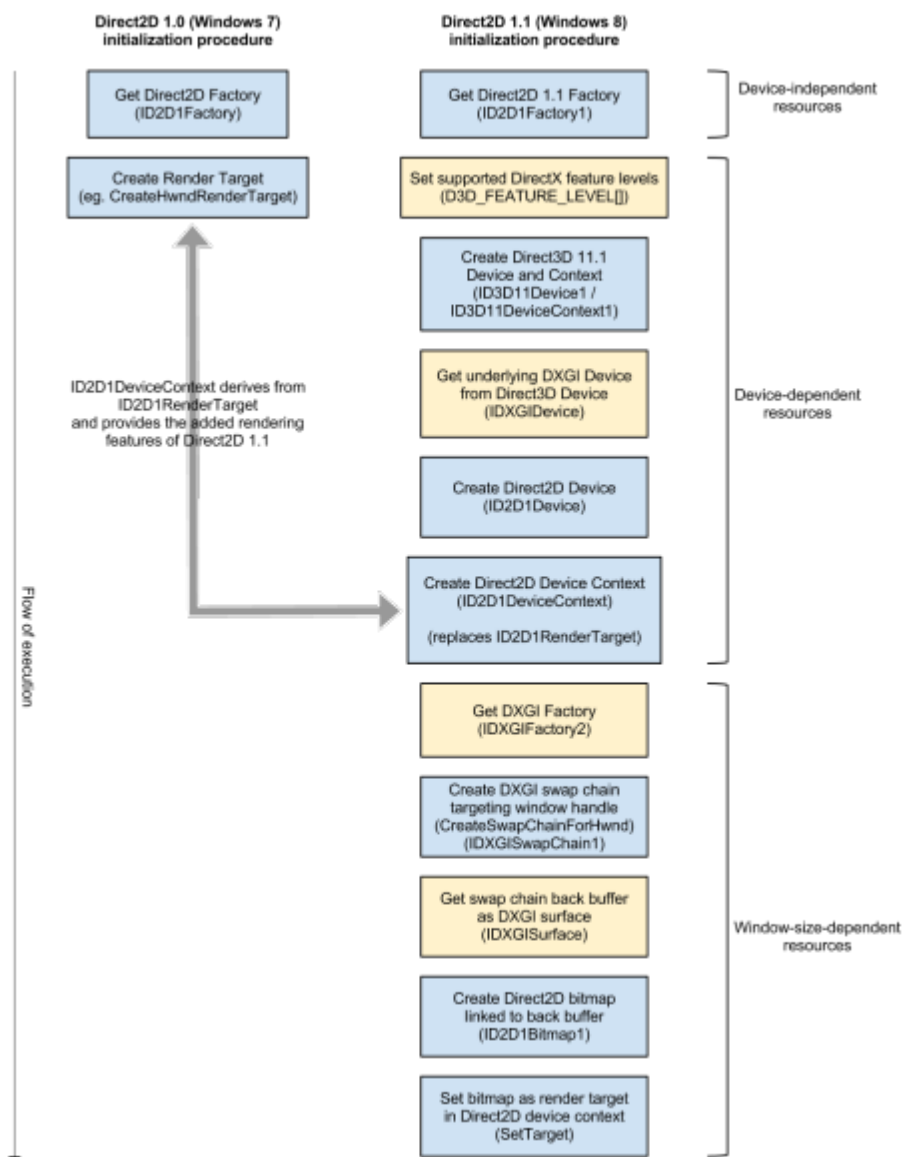 Direct2D 1.0 (Windows 7)
initialization procedure
Direct2D 1.1 (Windows 8)
initialization procedure
Get Direct2D Factory
(ID2D1Factory)
Get Direct2D 1.1 Factory
(ID2D1Factory1)
Device-independent
resources
Create Render Target
(eg. CreateHwndRenderTarget)
Set supported DirectX feature levels
(D3D_FEATURE_LEVEL[])
Create Direct3D 11.1
Device and Context
(ID3D11Device1 /
ID3D11DeviceContext1)
ID2D1DeviceContext derives from
ID2D1RenderTarget
and provides the added rendering
features of Direct2D 1.1
Get underlying DXGI Device
from Direct3D Device
(IDXGIDevice)
Device-dependent
resources
Create Direct2D Device
(ID2D1Device)
Create Direct2D Device Context
(ID2D1DeviceContext)
(replaces ID2D1RenderTarget)
Flow of execution
Get DXGI Factory
(IDXGIFactory2)
Create DXGI swap chain
targeting window handle
(CreateSwapChainForHwnd)
(IDXGISwapChain1)
Get swap chain back buffer
as DXGI surface
(IDXGISurface)
Window-size-dependent
resources
Create Direct2D bitmap
linked to back buffer
(ID2D1Bitmap1)
Set bitmap as render target
in Direct2D device context
(SetTarget)